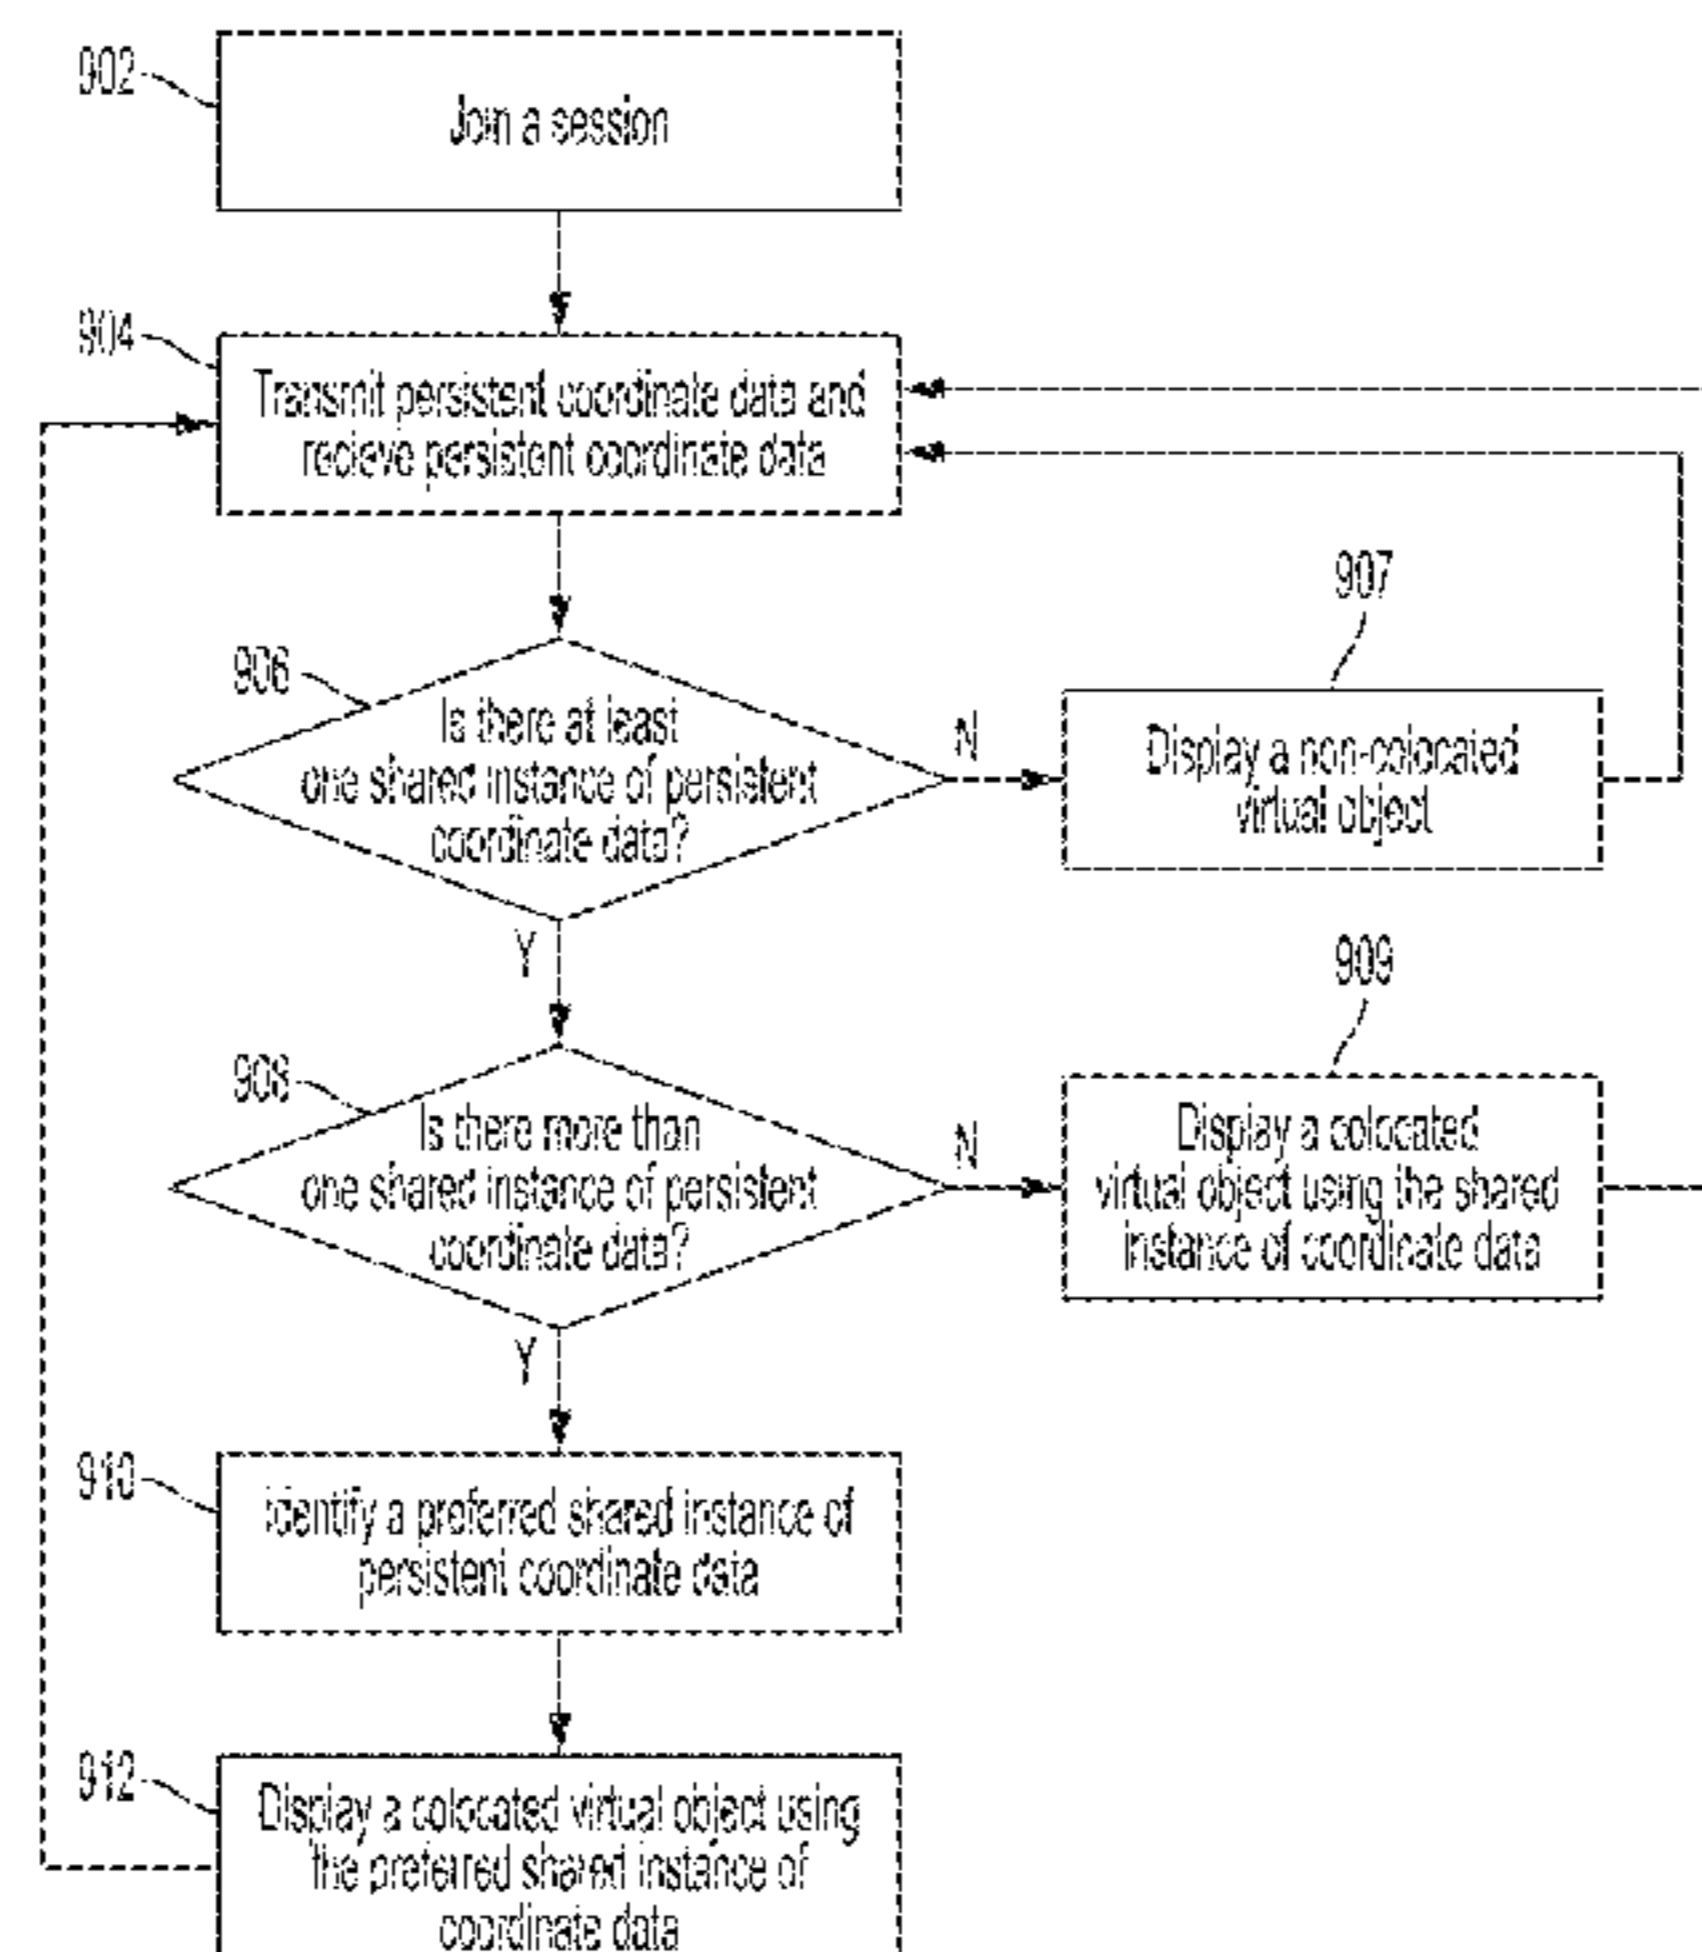 902
Join a session
904
Transmit persistent coordinate data and
recieve persistent coordinate data
906
Is there at least
one shared instance of persistent
coordinate data?
N
907
Display a non-colocated
virtual object
Y
908
Is there more than
one shared instance of persistent
coordinate data?
N
909
Display a colocated
virtual object using the shared
instance of coordinate data
Y
910
Identify a preferred shared instance of
persistent coordinate data
912
Display a colocated virtual object using
the preferred shared instance of
coordinate data